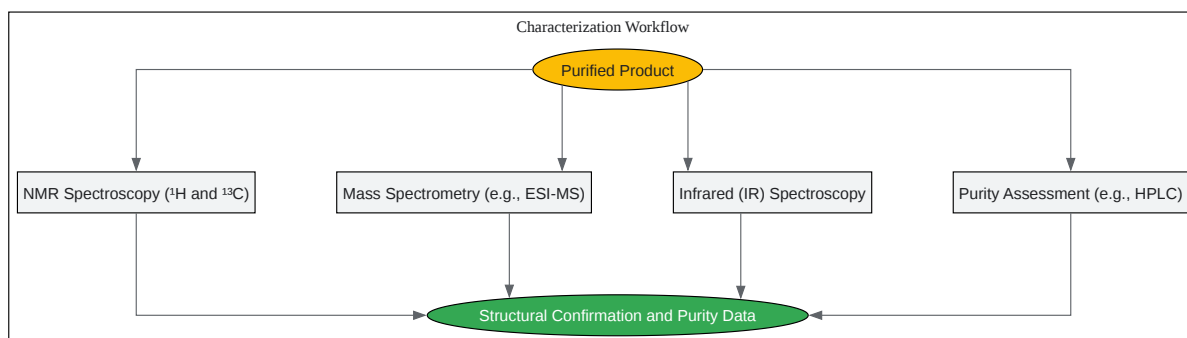 Characterization Workflow
Purified Product
NMR Spectroscopy (¹H and ¹³C)
Mass Spectrometry (e.g., ESI-MS)
Infrared (IR) Spectroscopy
Purity Assessment (e.g., HPLC)
Structural Confirmation and Purity Data